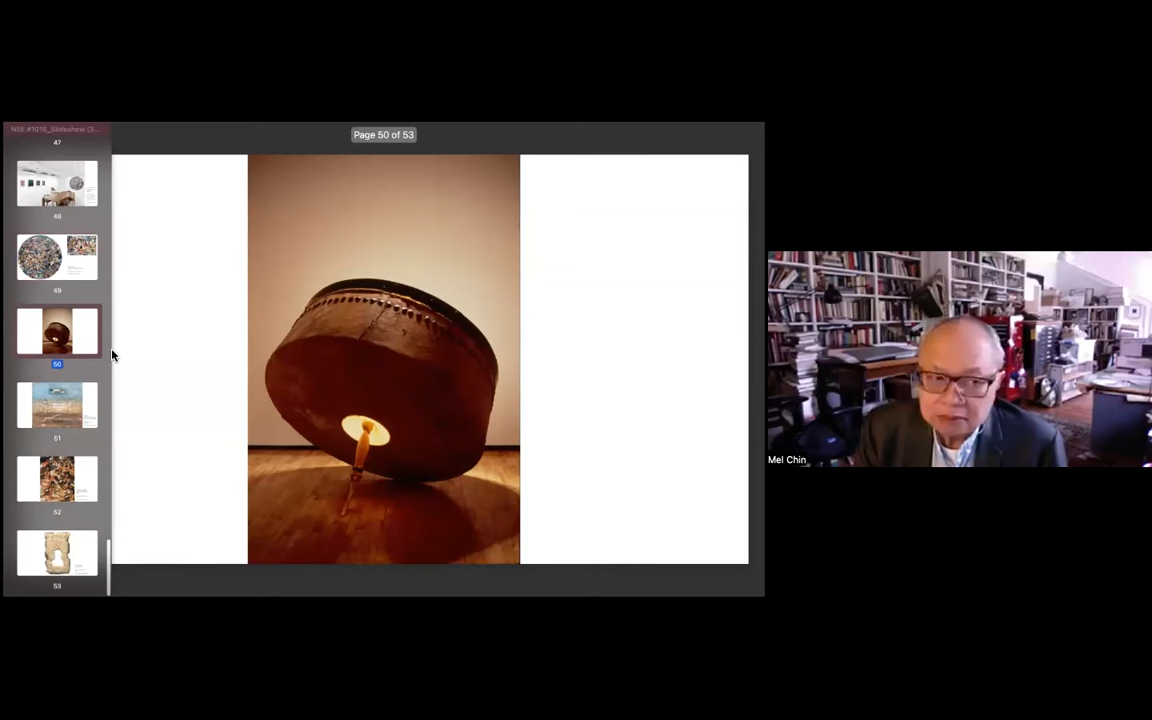 NSE #1016_Slideshow (3...
47
Page 50 of 53
48
49
50
51
52
53
Mel Chin